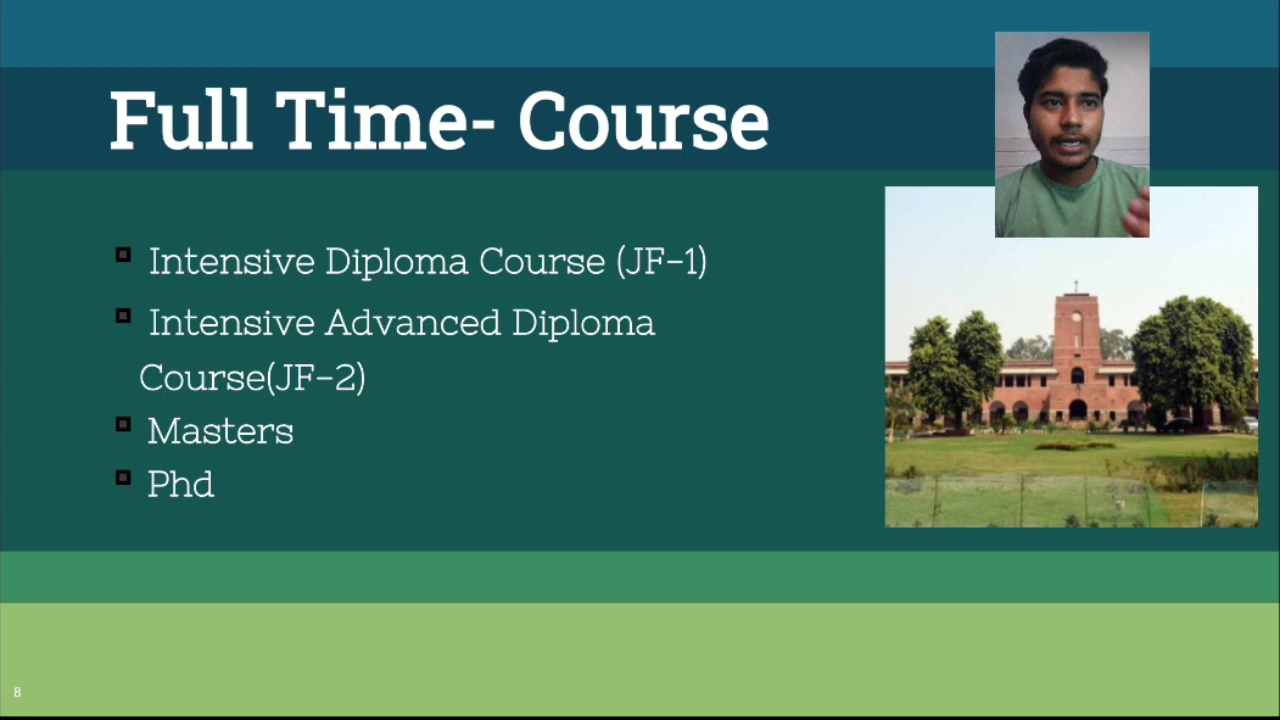 Full Time- Course
Intensive Diploma Course (JF-1)
Intensive Advanced Diploma
Course(JF-2)
Masters
Phd
8